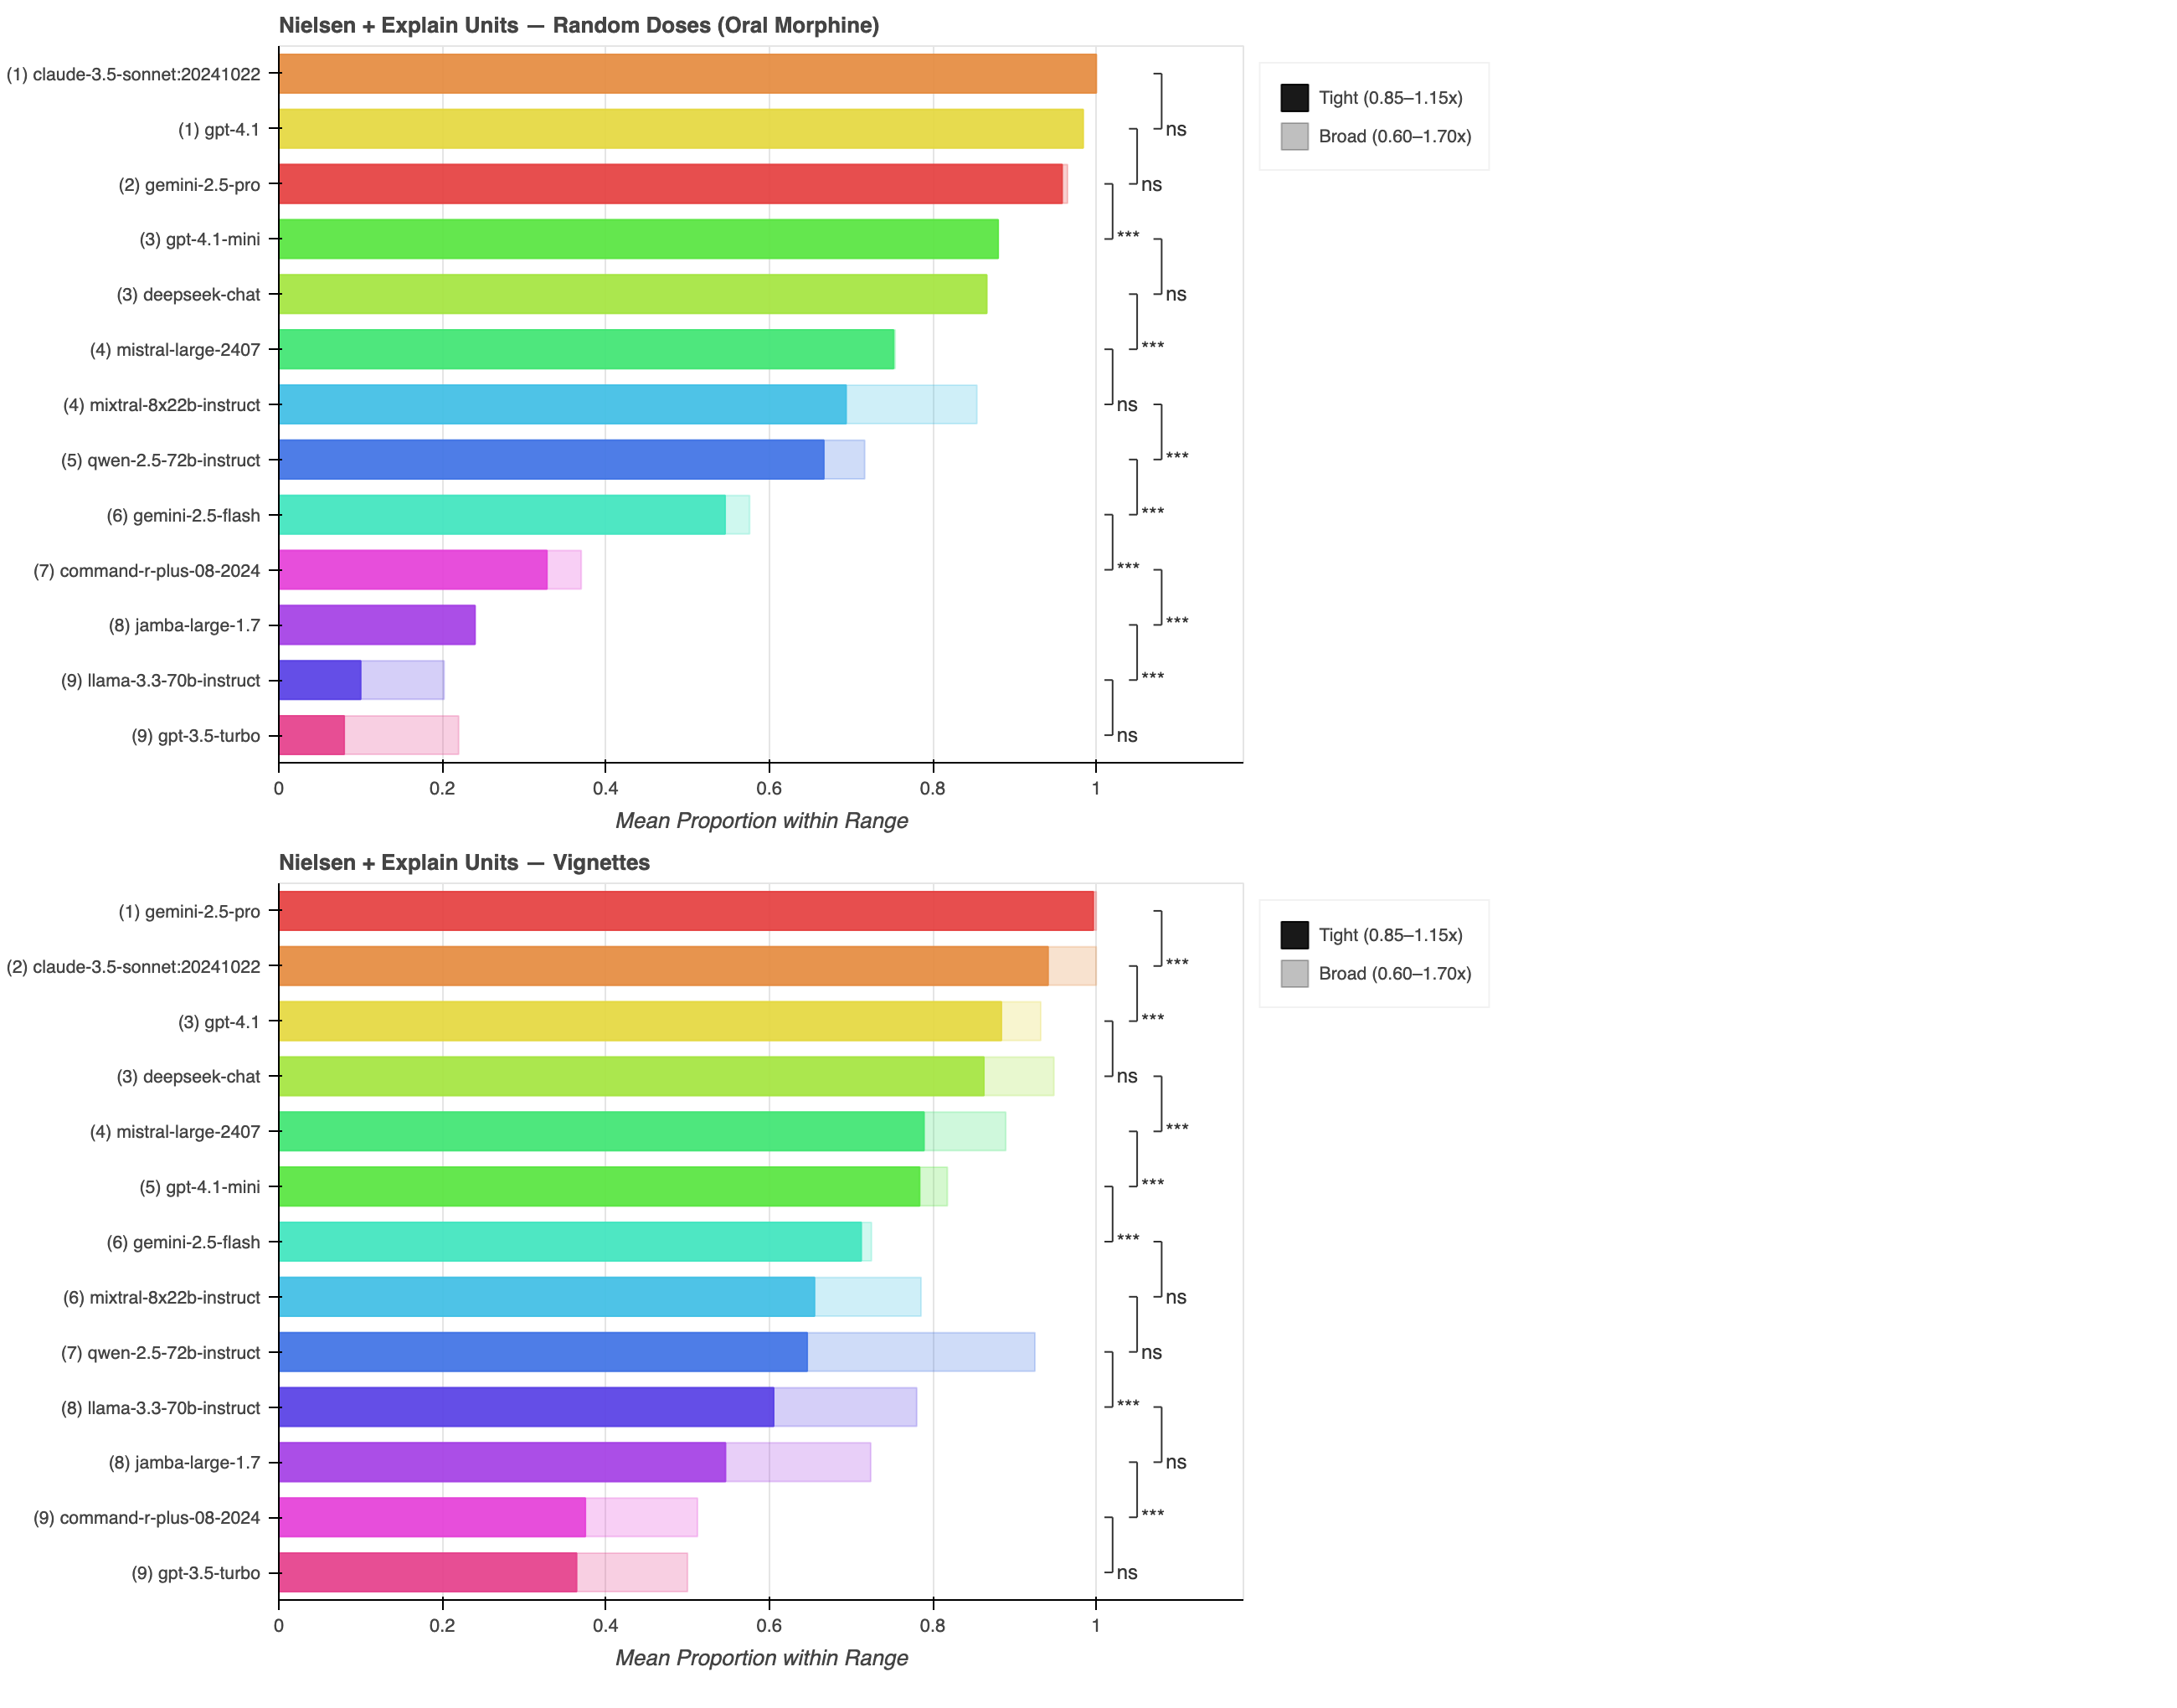 Nielsen + Explain Units — Random Doses (Oral Morphine)
(1) claude-3.5-sonnet:20241022
(1) gpt-4.1
(2) gemini-2.5-pro
(3) gpt-4.1-mini
(3) deepseek-chat
(4) mistral-large-2407
(4) mixtral-8x22b-instruct
(5) qwen-2.5-72b-instruct
(6) gemini-2.5-flash
(7) command-r-plus-08-2024
(8) jamba-large-1.7
(9) llama-3.3-70b-instruct
(9) gpt-3.5-turbo
ns
ns
***
ns
***
ns
***
***
***
***
***
ns
Tight (0.85–1.15x)
Broad (0.60–1.70x)
0 0.2 0.4 0.6 0.8 1
Mean Proportion within Range
Nielsen + Explain Units — Vignettes
(1) gemini-2.5-pro
(2) claude-3.5-sonnet:20241022
(3) gpt-4.1
(3) deepseek-chat
(4) mistral-large-2407
(5) gpt-4.1-mini
(6) gemini-2.5-flash
(6) mixtral-8x22b-instruct
(7) qwen-2.5-72b-instruct
(8) llama-3.3-70b-instruct
(8) jamba-large-1.7
(9) command-r-plus-08-2024
(9) gpt-3.5-turbo
***
***
ns
***
***
***
ns
ns
***
ns
***
ns
Tight (0.85–1.15x)
Broad (0.60–1.70x)
0 0.2 0.4 0.6 0.8 1
Mean Proportion within Range